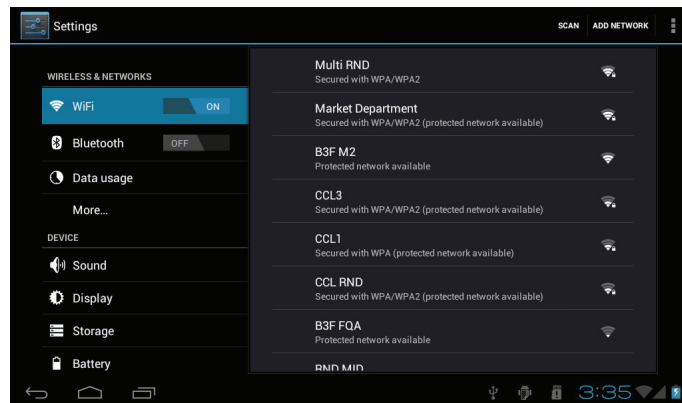 Settings
SCAN ADD NETWORK
WIRELESS & NETWORKS
WiFi ON
Bluetooth OFF
Data usage
More...
DEVICE
Sound
Display
Storage
Battery
Multi RND
Secured with WPA/WPA2
Market Department
Secured with WPA/WPA2 (protected network available)
B3F M2
Protected network available
CCL3
Secured with WPA/WPA2 (protected network available)
CCL1
Secured with WPA (protected network available)
CCL RND
Secured with WPA/WPA2 (protected network available)
B3F FQA
Protected network available
RND MID
3:35